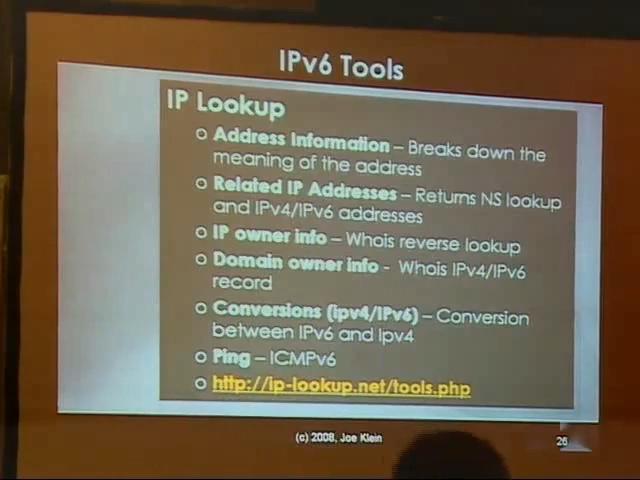 IPv6 Tools
IP Lookup
o Address Information – Breaks down the
meaning of the address
o Related IP Addresses – Returns NS lookup
and IPv4/IPv6 addresses
o IP owner info – Whois reverse lookup
o Domain owner info - Whois IPv4/IPv6
record
o Conversions (ipv4/IPv6) – Conversion
between IPv6 and Ipv4
o Ping – ICMPv6
o http://ip-lookup.net/tools.php
(c) 2008, Joe Klein
26